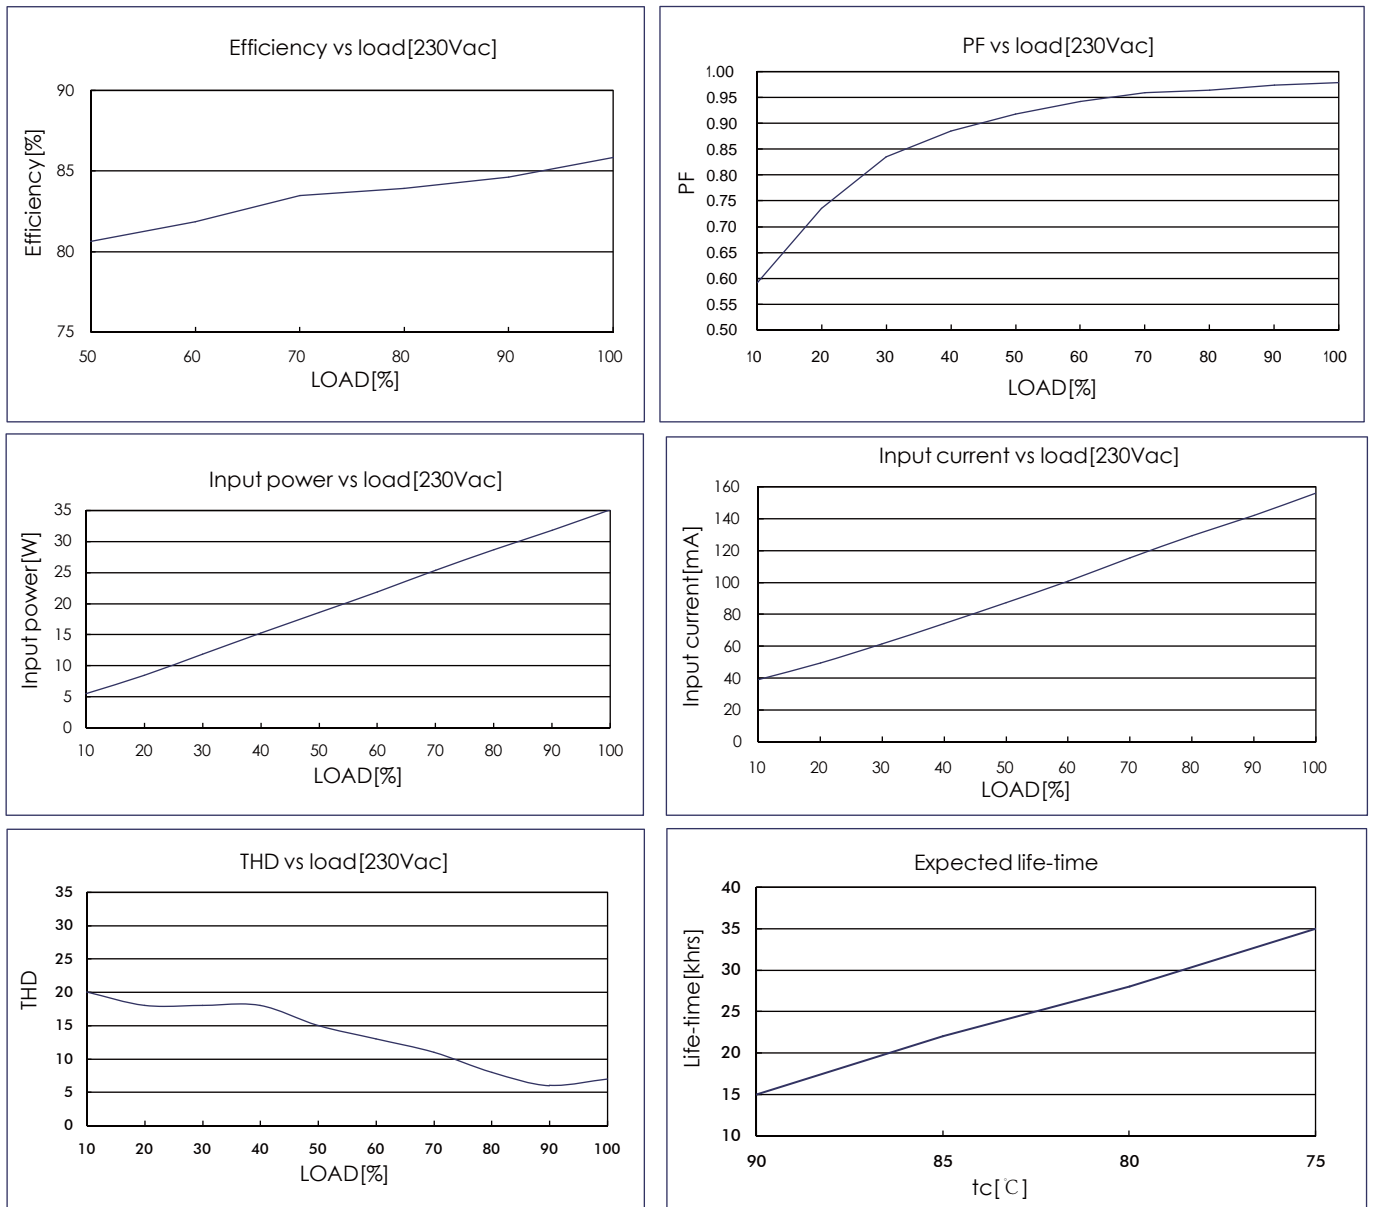 Efficiency vs load[230Vac]
Efficiency[%]
90
85
80
75
50 60 70 80 90 100
LOAD[%]
PF vs load[230Vac]
PF
1.00
0.95
0.90
0.85
0.80
0.75
0.70
0.65
0.60
0.55
0.50
10 20 30 40 50 60 70 80 90 100
LOAD[%]
Input power vs load[230Vac]
Input power[W]
35
30
25
20
15
10
5
0
10 20 30 40 50 60 70 80 90 100
LOAD[%]
Input current vs load[230Vac]
Input current[mA]
160
140
120
100
80
60
40
20
0
10 20 30 40 50 60 70 80 90 100
LOAD[%]
THD vs load[230Vac]
THD
35
30
25
20
15
10
5
0
10 20 30 40 50 60 70 80 90 100
LOAD[%]
Expected life-time
Life-time[khrs]
40
35
30
25
20
15
10
90 85 80 75
tc[℃]